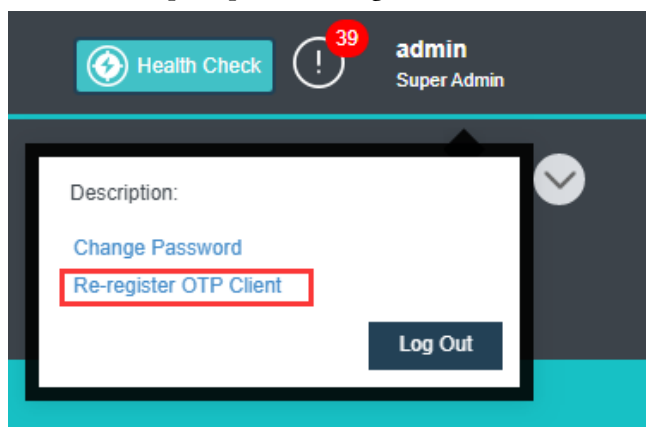 Health Check
!
39
admin
Super Admin
Description:
Change Password
Re-register OTP Client
Log Out